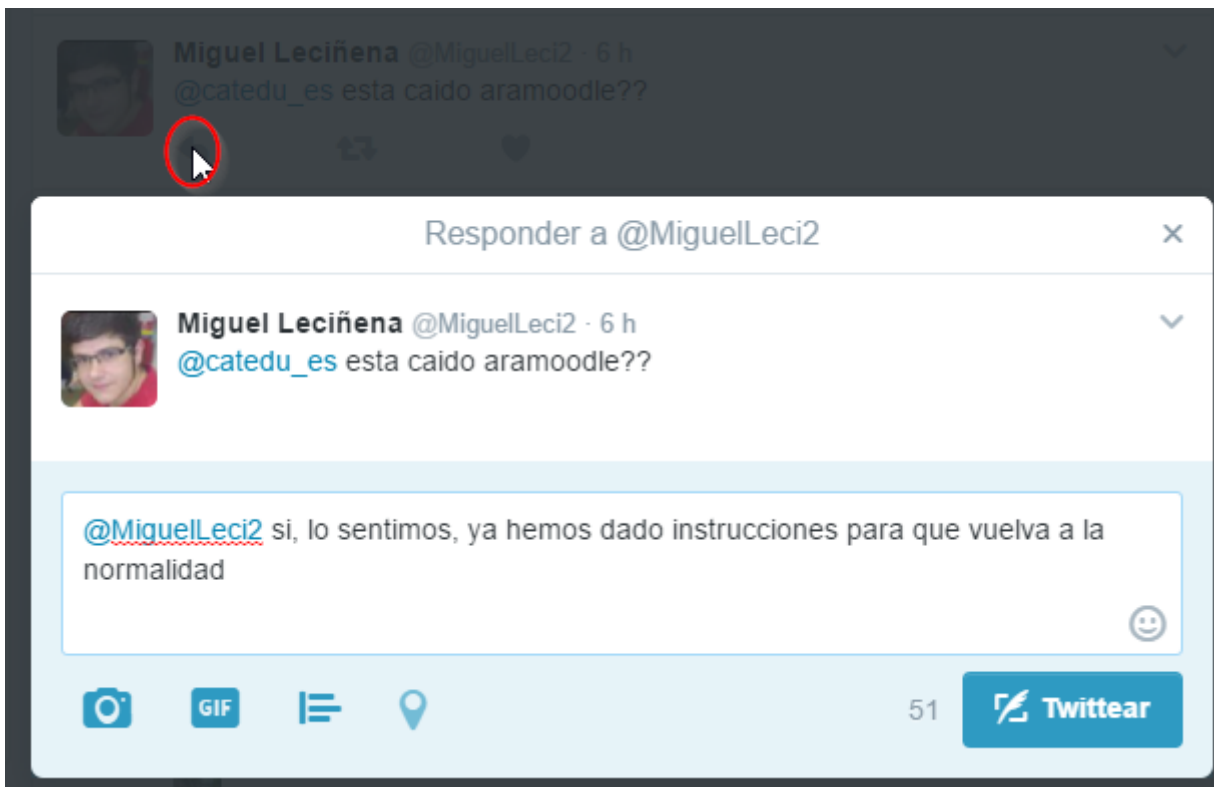 Miguel Leciñena @MiguelLeci2 · 6 h
@catedu_es esta caido aramoodle??
Responder a @MiguelLeci2
Miguel Leciñena @MiguelLeci2 · 6 h
@catedu_es esta caido aramoodle??
@MiguelLeci2 si, lo sentimos, ya hemos dado instrucciones para que vuelva a la
normalidad
GIF 51 Twittear